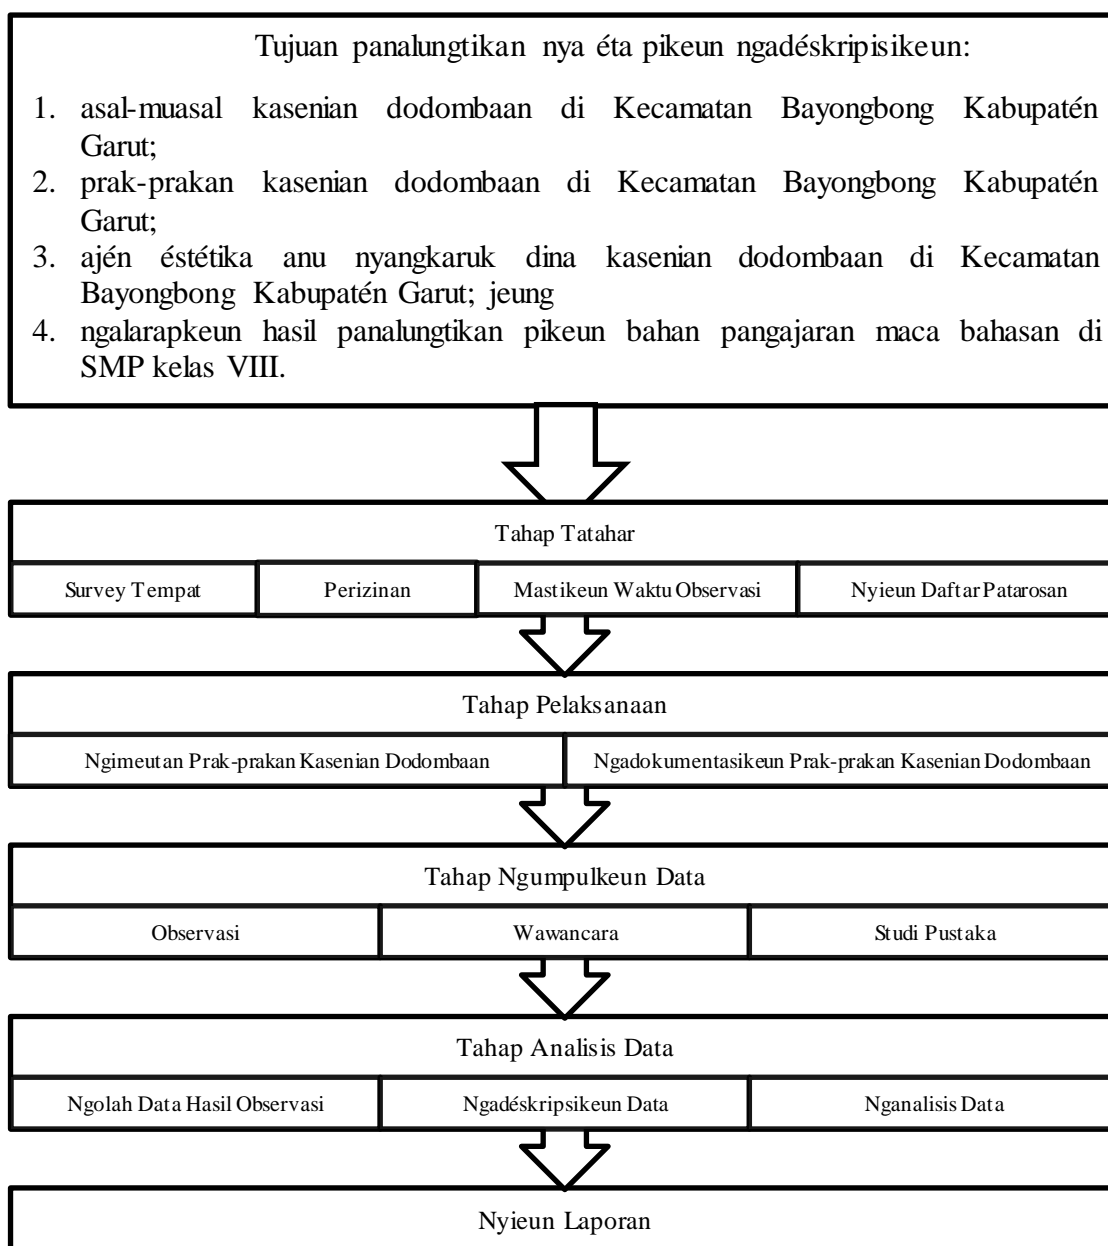 Tujuan panalungtikan nya éta pikeun ngadéskripisikeun:
1. asal-muasal kasenian dodombaan di Kecamatan Bayongbong Kabupatén
Garut;
2. prak-prakan kasenian dodombaan di Kecamatan Bayongbong Kabupatén
Garut;
3. ajén éstétika anu nyangkaruk dina kasenian dodombaan di Kecamatan
Bayongbong Kabupatén Garut; jeung
4. ngalarapkeun hasil panalungtikan pikeun bahan pangajaran maca bahasan di
SMP kelas VIII.
Tahap Tatahar
Survey Tempat
Perizinan
Mastikeun Waktu Observasi
Nyieun Daftar Patarosan
Tahap Pelaksanaan
Ngimeutan Prak-prakan Kasenian Dodombaan
Ngadokumentasikeun Prak-prakan Kasenian Dodombaan
Tahap Ngumpulkeun Data
Observasi
Wawancara
Studi Pustaka
Tahap Analisis Data
Ngolah Data Hasil Observasi
Ngadéskripsikeun Data
Nganalisis Data
Nyieun Laporan